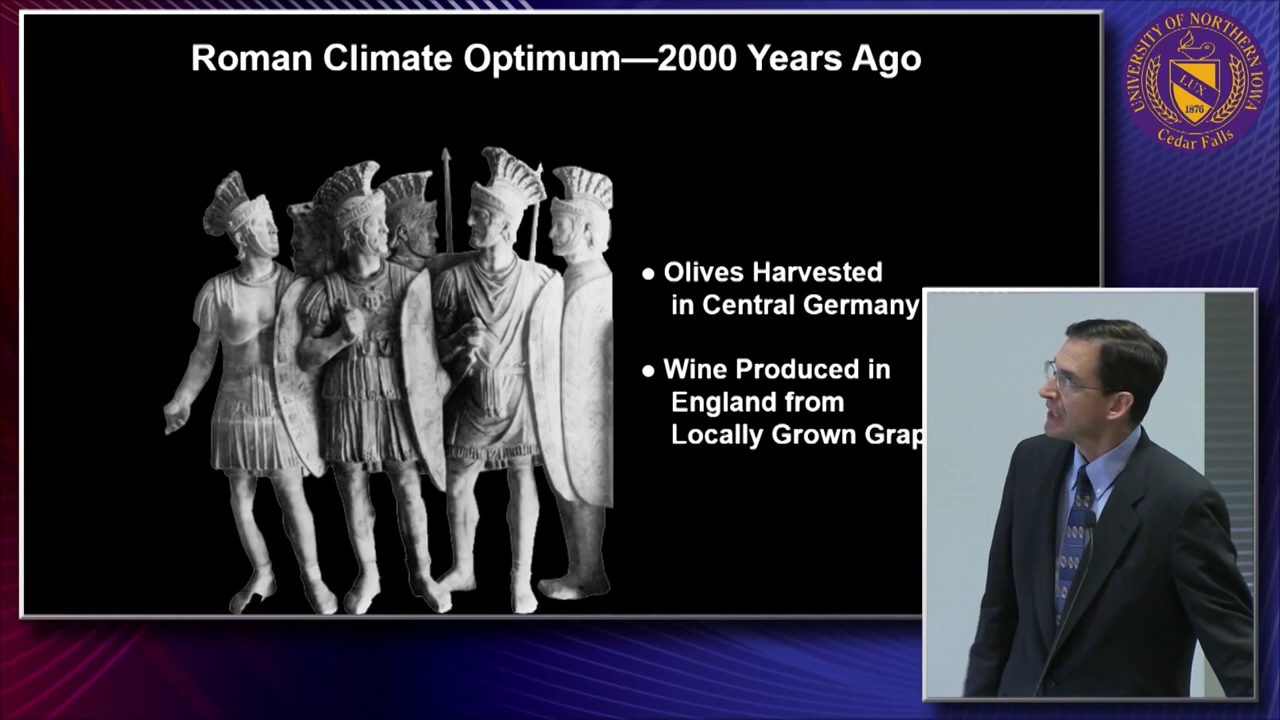 Roman Climate Optimum—2000 Years Ago
● Olives Harvested
in Central Germany
● Wine Produced in
England from
Locally Grown Grap
UNIVERSITY OF NORTHERN IOWA
LUX
1876
Cedar Falls